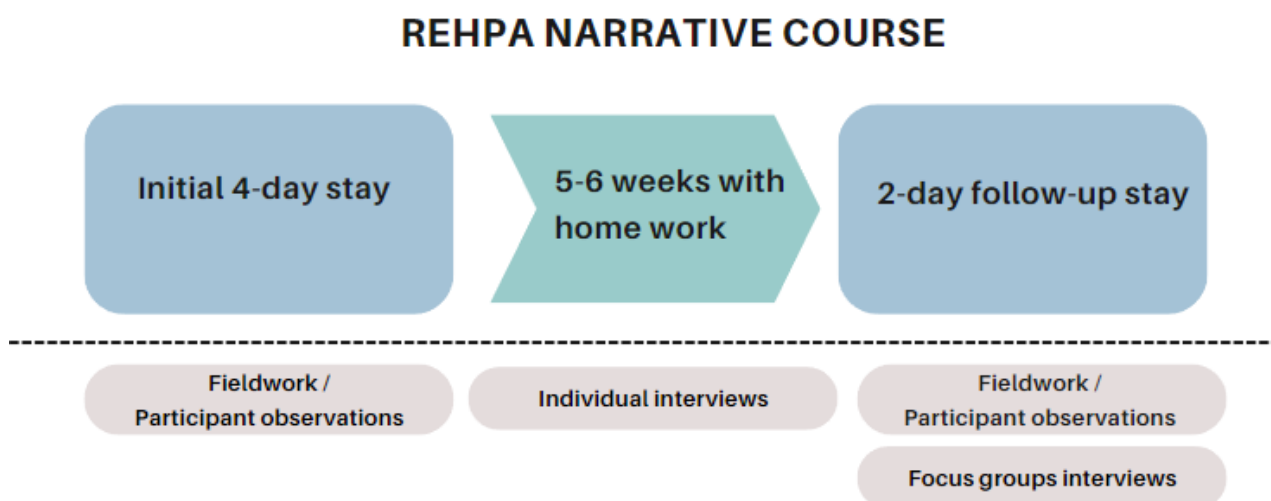 REHPA NARRATIVE COURSE
Initial 4-day stay
5-6 weeks with
home work
2-day follow-up stay
Fieldwork /
Participant observations
Individual interviews
Fieldwork /
Participant observations
Focus groups interviews